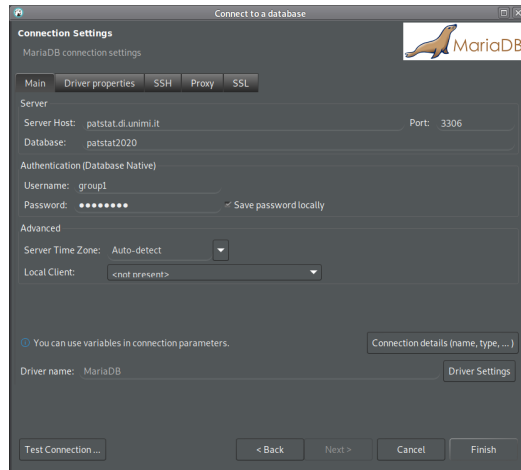 Connect to a database
Connection Settings
MariaDB connection settings
MariaDB
Main Driver properties SSH Proxy SSL
Server
Server Host: patstat.di.unimi.it Port: 3306
Database: patstat2020
Authentication (Database Native)
Username: group1
Password: ●●●●●●●● Save password locally
Advanced
Server Time Zone: Auto-detect
Local Client: <not present>
You can use variables in connection parameters. Connection details (name, type, ... )
Driver name: MariaDB Driver Settings
Test Connection ... < Back Next > Cancel Finish